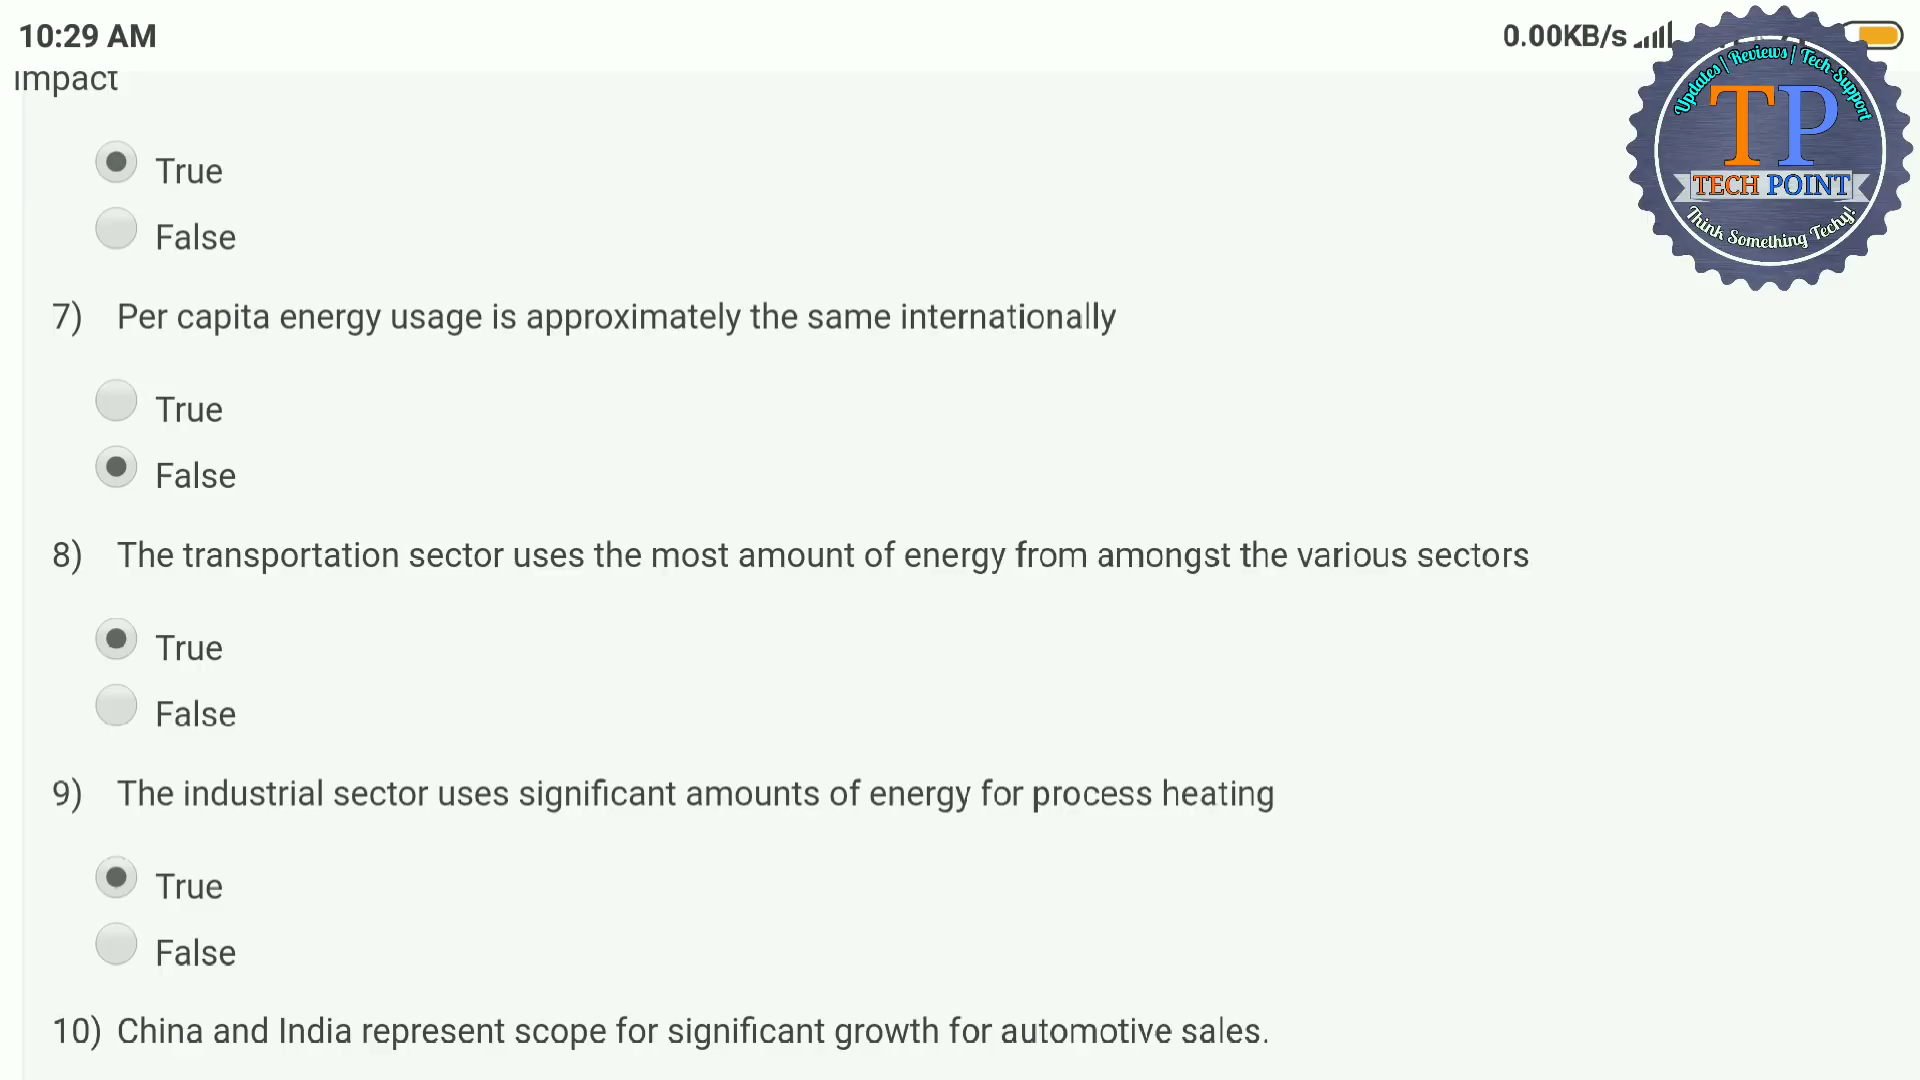 10:29 AM
0.00KB/s
impact
Updates | Reviews | Tech-Support
TP
TECH POINT
Think Something Techy!
True
False
7) Per capita energy usage is approximately the same internationally
True
False
8) The transportation sector uses the most amount of energy from amongst the various sectors
True
False
9) The industrial sector uses significant amounts of energy for process heating
True
False
10) China and India represent scope for significant growth for automotive sales.